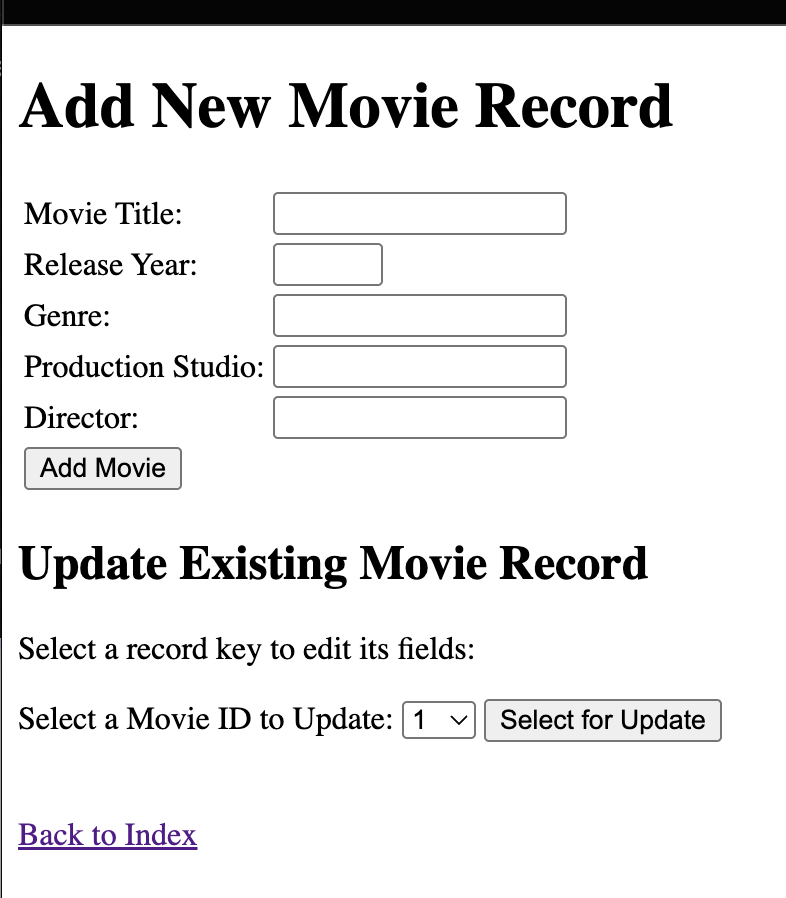 Add New Movie Record
Movie Title:
Release Year:
Genre:
Production Studio:
Director:
Add Movie
Update Existing Movie Record
Select a record key to edit its fields:
Select a Movie ID to Update: 1 Select for Update
Back to Index